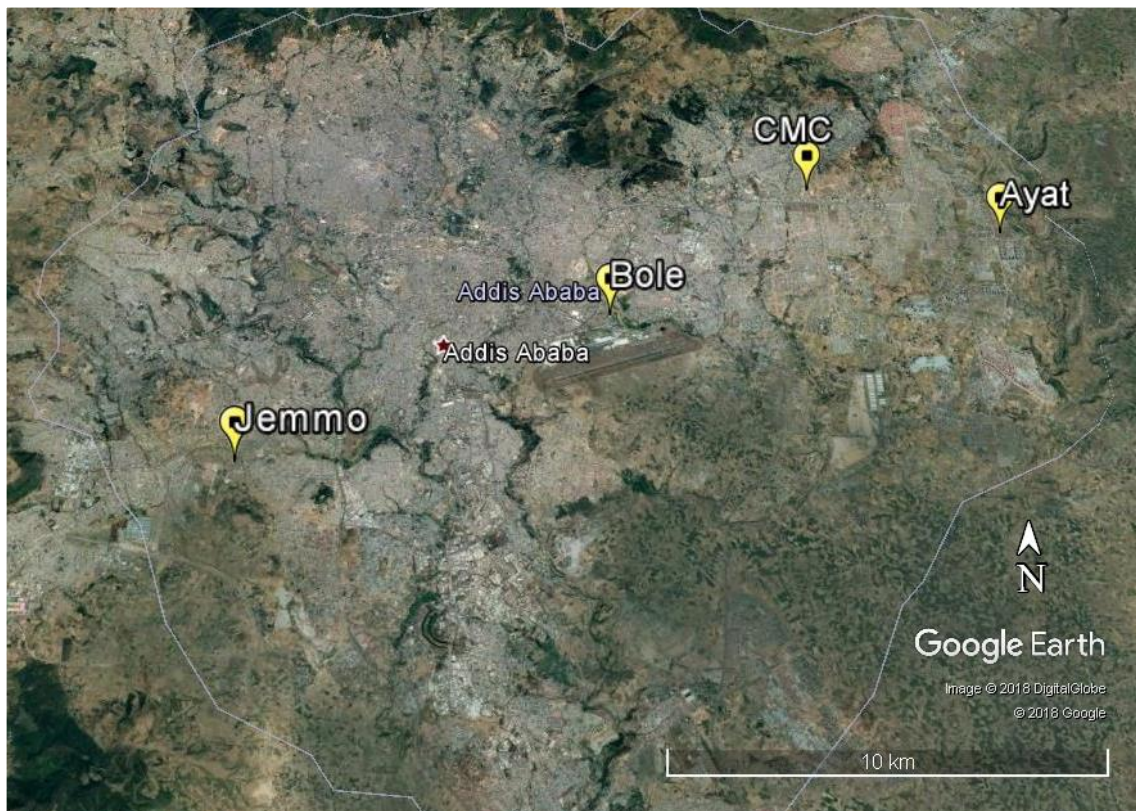 CMC
Ayat
Bole
Addis Ababa
Addis Ababa
Jemmo
N
Google Earth
Image © 2018 DigitalGlobe
© 2018 Google
10 km